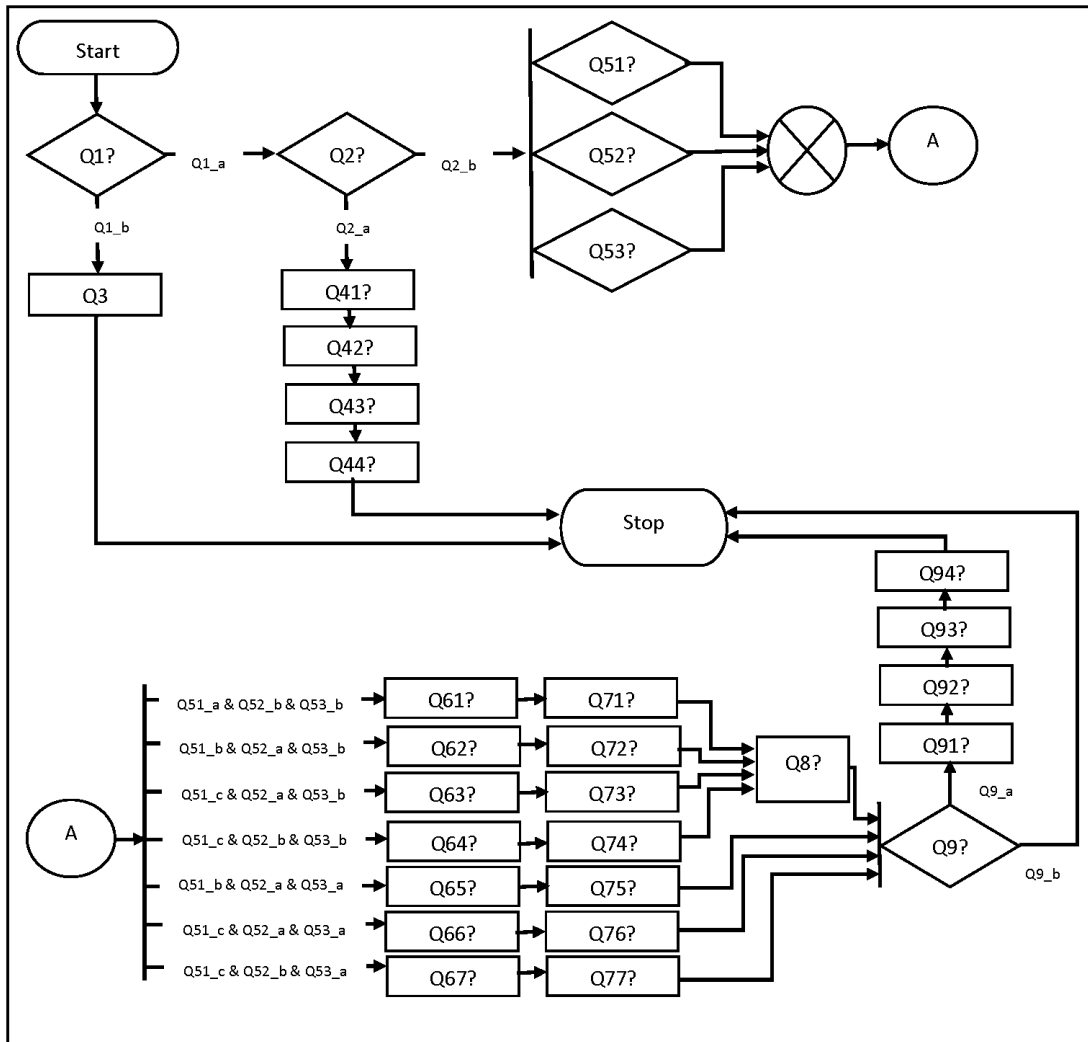 Start
Q51?
Q1?
Q1_a
Q2?
Q2_b
Q52?
A
Q1_b
Q2_a
Q53?
Q3
Q41?
Q42?
Q43?
Q44?
Stop
Q94?
Q93?
Q92?
Q91?
Q51_a & Q52_b & Q53_b
Q61?
Q71?
Q51_b & Q52_a & Q53_b
Q62?
Q72?
Q8?
Q51_c & Q52_a & Q53_b
Q63?
Q73?
Q9_a
A
Q51_c & Q52_b & Q53_b
Q64?
Q74?
Q9?
Q9_b
Q51_b & Q52_a & Q53_a
Q65?
Q75?
Q51_c & Q52_a & Q53_a
Q66?
Q76?
Q51_c & Q52_b & Q53_a
Q67?
Q77?